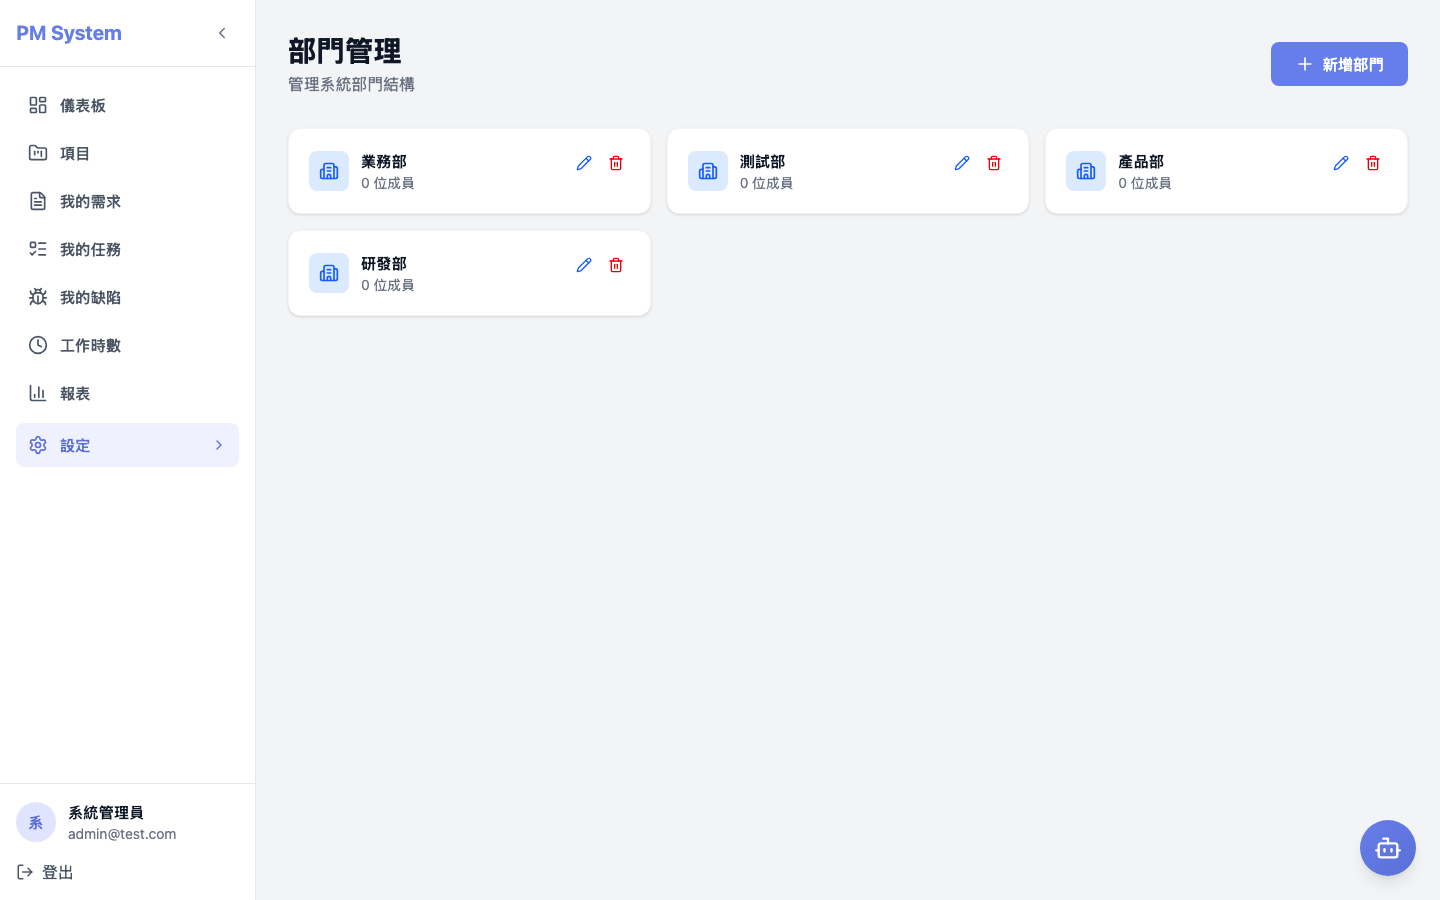 PM System
儀表板
項目
我的需求
我的任務
我的缺陷
工作時數
報表
設定
系
系統管理員
admin@test.com
登出
部門管理
管理系統部門結構
新增部門
業務部
0 位成員
測試部
0 位成員
產品部
0 位成員
研發部
0 位成員